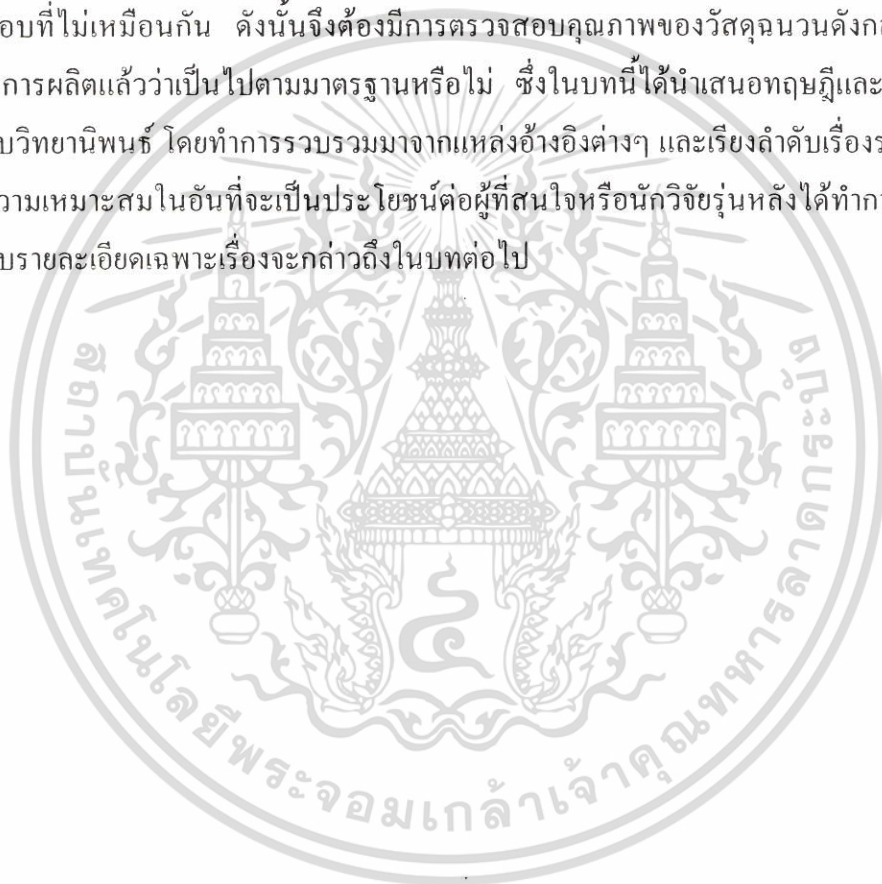 อบที่ไม่เหมือนกัน ดังนั้นจึงต้องมีการตรวจสอบคุณภาพของวัสดุฉนวนดังก
การผลิตแล้วว่าเป็นไปตามมาตรฐานหรือไม่ ซึ่งในบทนี้ได้นำเสนอทฤษฎีและ
บวิทยานิพนธ์ โดยทำการรวบรวมมาจากแหล่งอ้างอิงต่างๆ และเรียงลำดับเรื่อง
วามเหมาะสมในอันที่จะเป็นประโยชน์ต่อผู้ที่สนใจหรือนักวิจัยรุ่นหลังได้ทำก
บรายละเอียดเฉพาะเรื่องจะกล่าวถึงในบทต่อไป
สถาบันเทคโนโลยีพระจอมเกล้าเจ้าคุณทหารลาดกระบัง